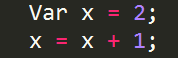 Var x = 2;
x = x + 1;